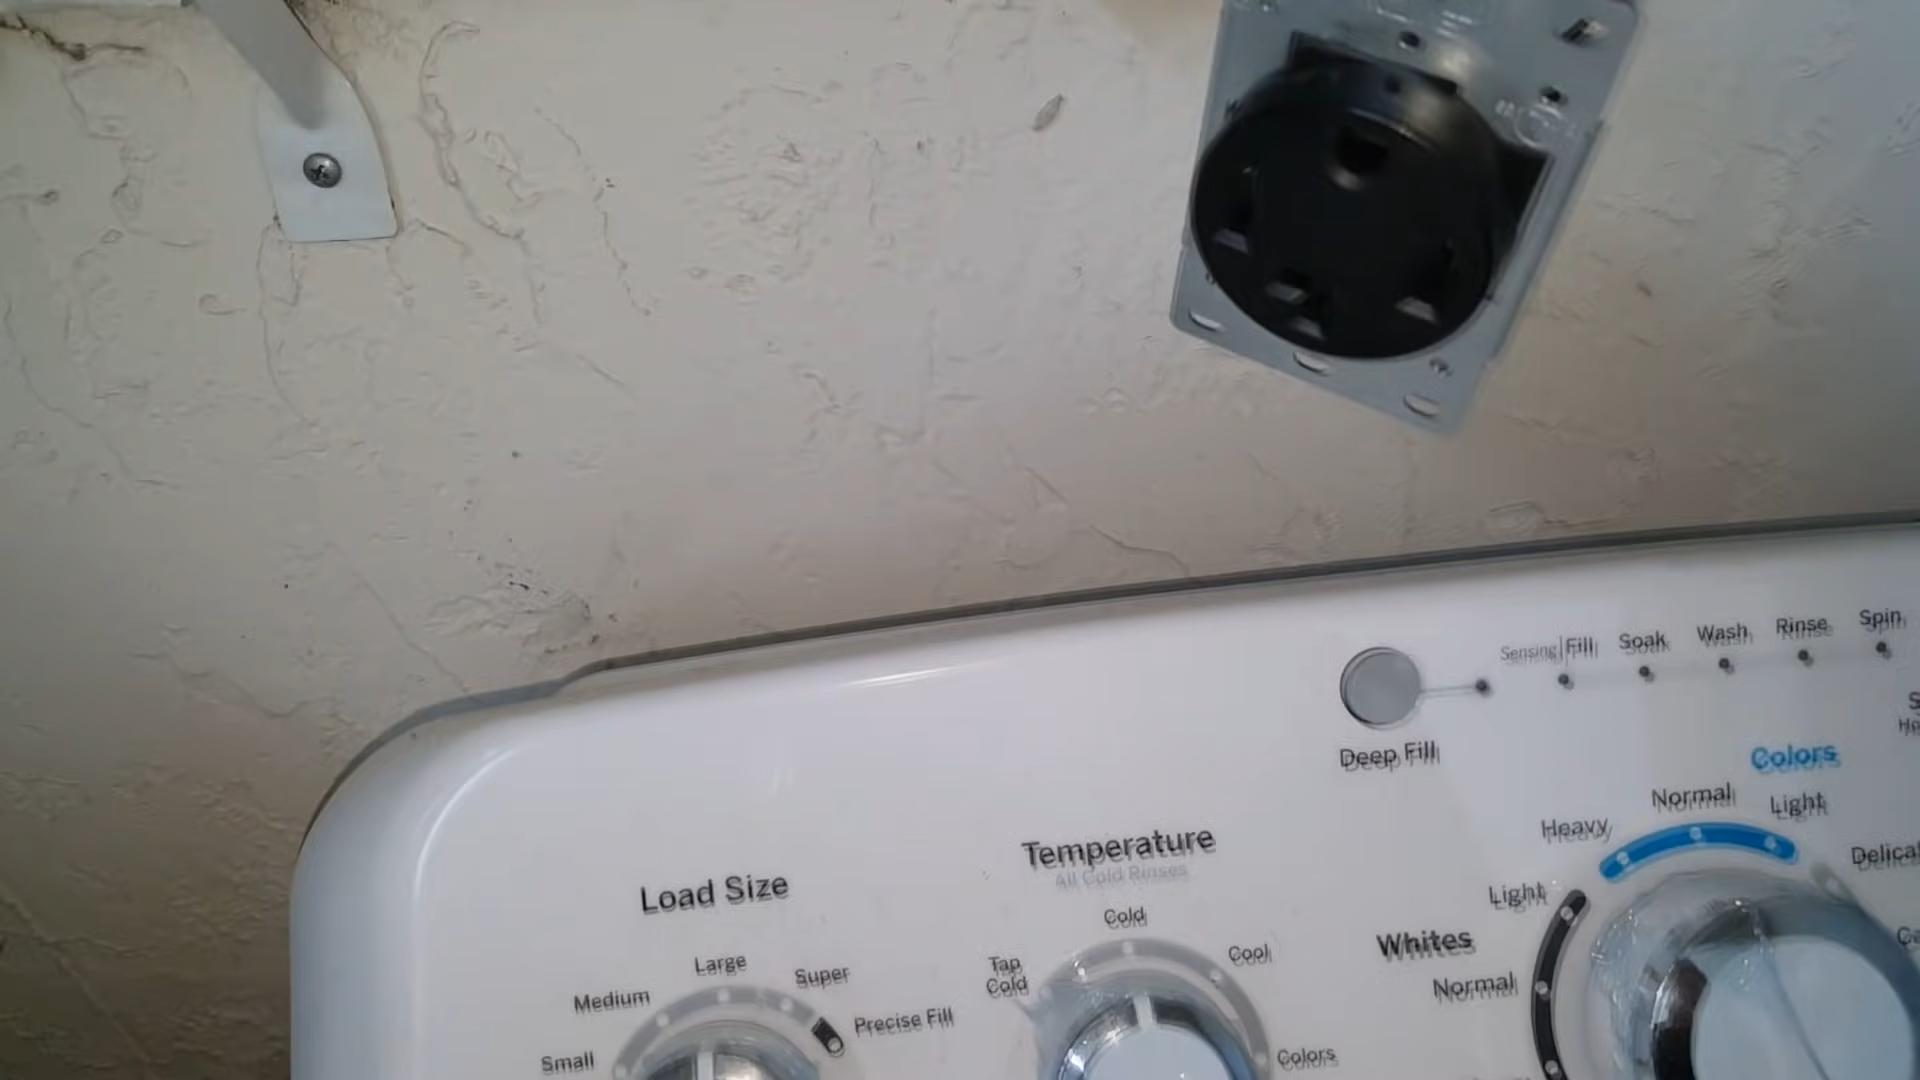 Sensing Fill Soak Wash Rinse Spin
Deep Fill
Colors
Heavy Normal Light
Temperature
All Cold Rinses
Load Size
Light
Cold
Whites
Cool
Large
Super
Tap
Cold
Medium
Normal
Precise Fill
Small
Colors